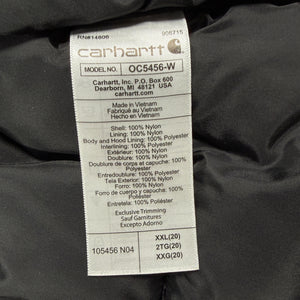 RN#14806 906715
carhartt
MODEL NO. OC5456-W
Carhartt, Inc. P.O. Box 600
Dearborn, MI 48121 USA
carhartt.com
Made in Vietnam
Fabriqué au Vietnam
Hecho en Vietnam
Shell: 100% Nylon
Lining: 100% Nylon
Body and Hood Lining: 100% Polyester
Interlining: 100% Polyester
Extérieur: 100% Nylon
Doublure: 100% Nylon
Doublure du corps et du capuchon: 100% Polyester
Entredoublure: 100% Polyester
Tela Exterior: 100% Nylon
Forro: 100% Nylon
Forro de cuerpo y capucha: 100% Poliéster
Entretela: 100% Poliéster
Exclusive Trimming
Sauf Garnitures
Excepto Adornos
105456 N04
XXL(20)
2TG(20)
XXG(20)